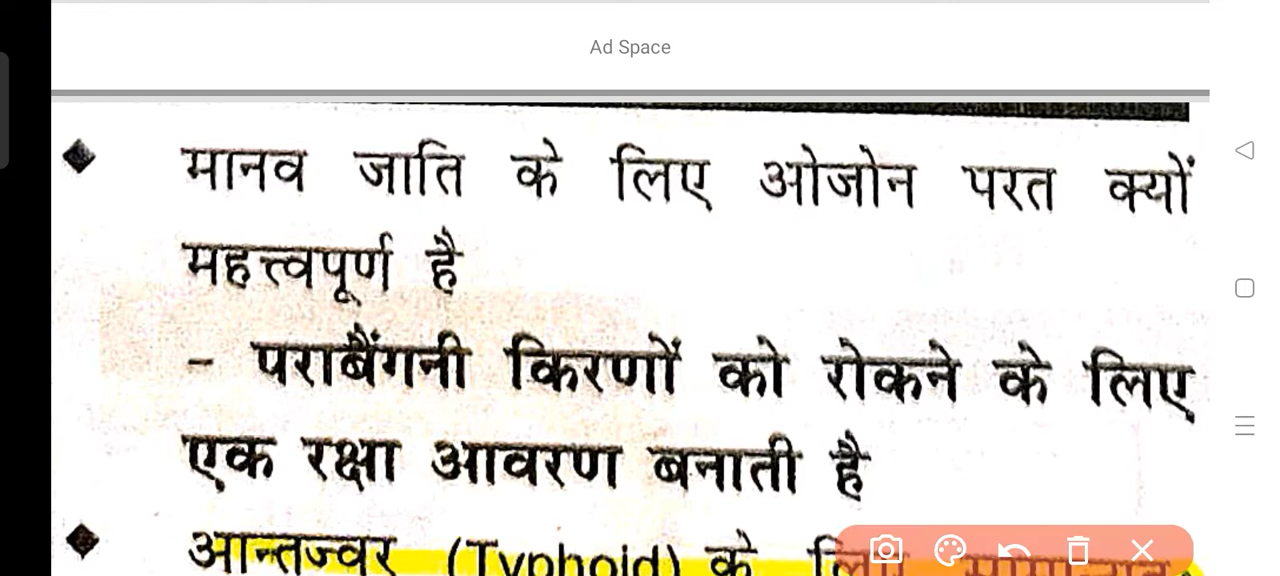 Ad Space
मानव जाति के लिए ओजोन परत क्यों
महत्त्वपूर्ण है
- पराबैंगनी किरणों को रोकने के लिए
एक रक्षा आवरण बनाती है
आन्तज्वर (Typhoid) के लिए